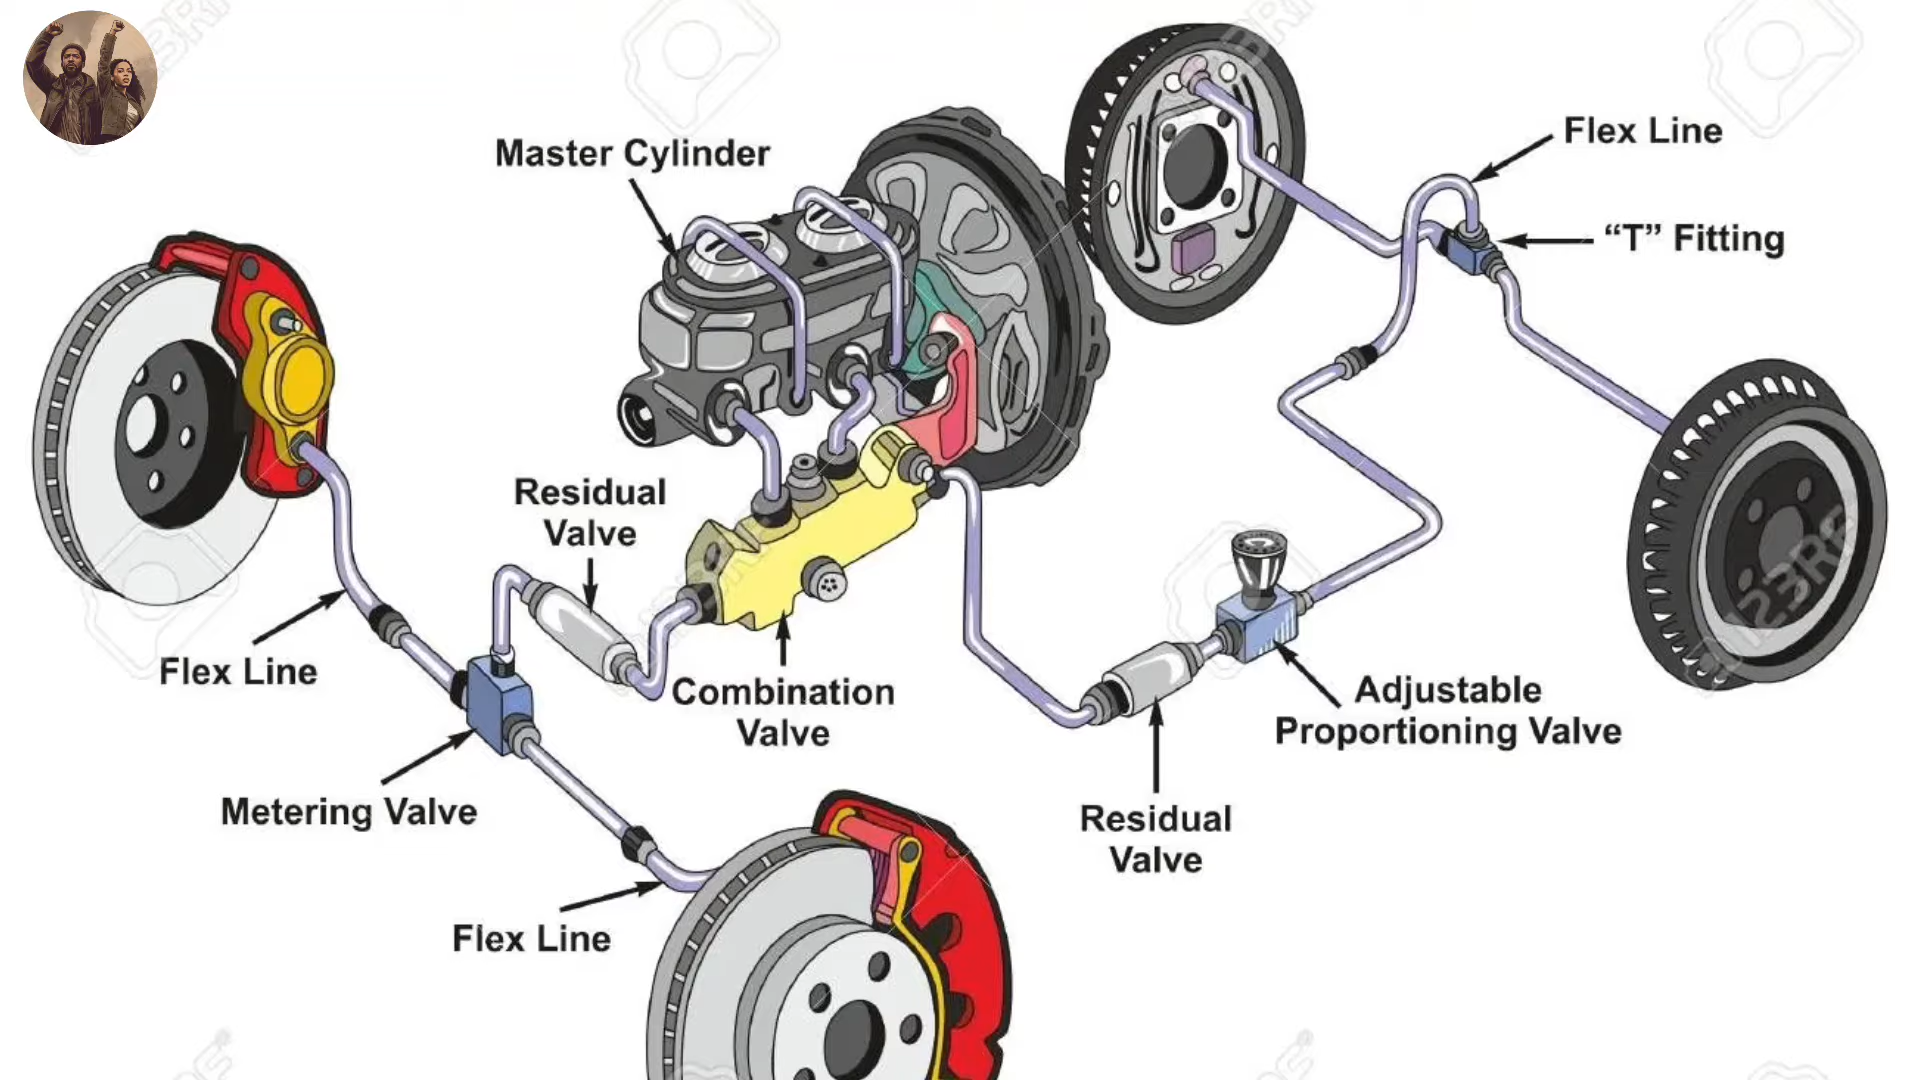 Master Cylinder
Flex Line
“T” Fitting
Residual
Valve
Flex Line
Combination
Valve
Adjustable
Proportioning Valve
Metering Valve
Residual
Valve
Flex Line
123RF